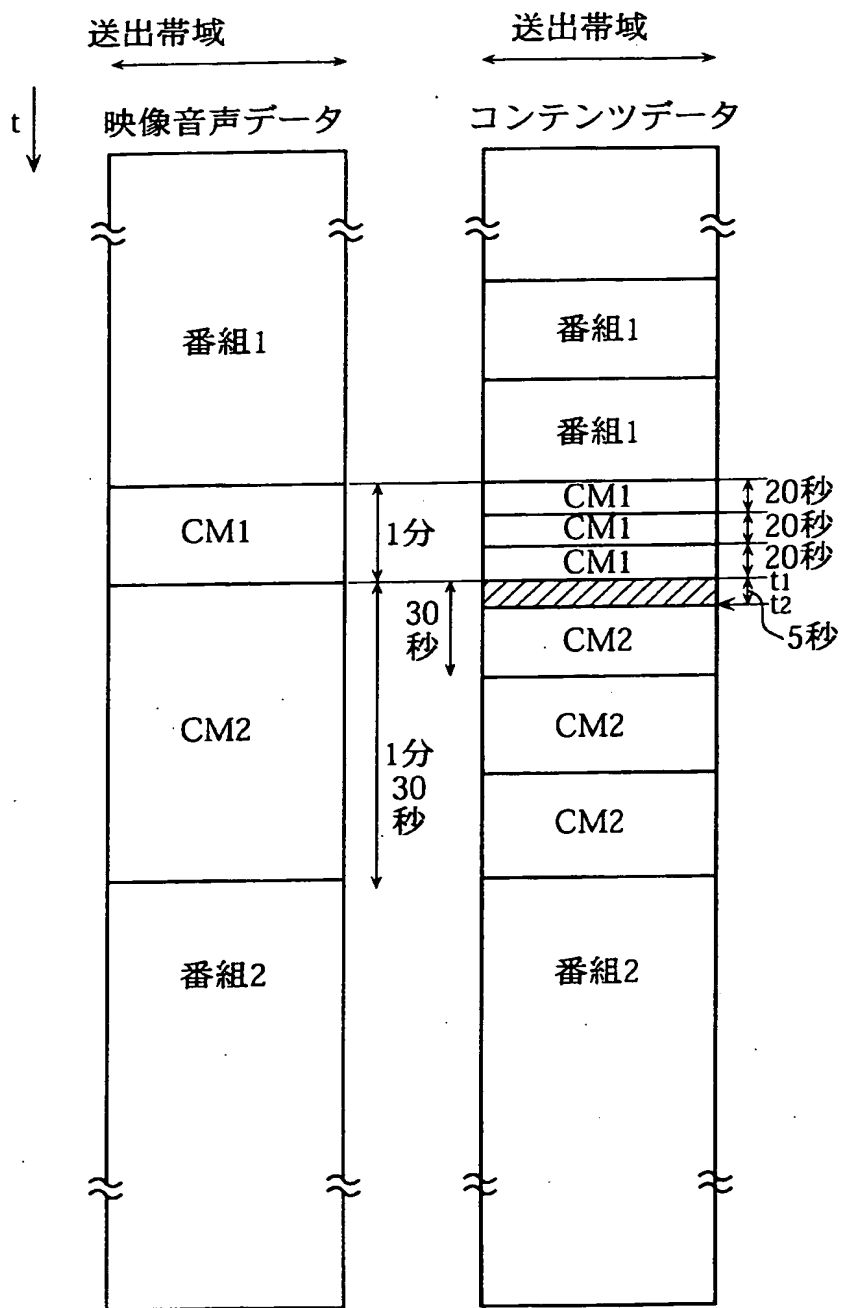 送出帯域
送出帯域
t
映像音声データ
コンテンツデータ
番組1
番組1
番組1
CM1
1分
CM1
20秒
CM1
20秒
CM1
20秒
t1
t2
5秒
30
秒
CM2
CM2
1分
30
秒
CM2
CM2
番組2
番組2